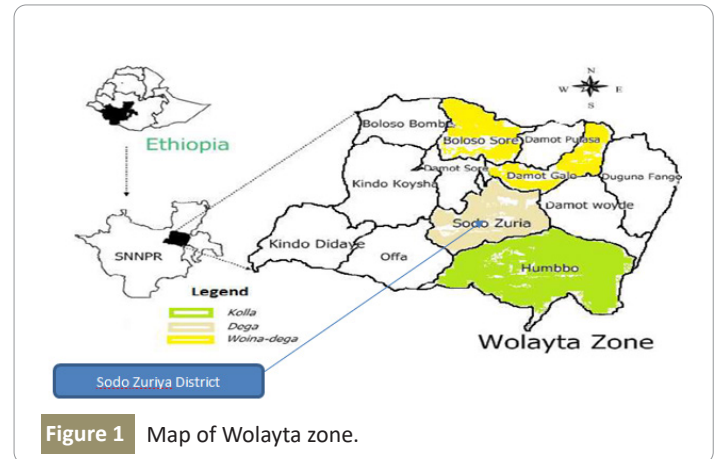 N
W E
S
Ethiopia
SNNPR
Boloso Bombe
Boloso Sore
Damot Pulasa
Damot Sore
Damot Gale
Duguna Fango
Kindo Koysha
Damot woyde
Sodo Zuria
Kindo Didaye
Offa
Humbbo
Legend
Kolla
Dega
Woina-dega
Wolayta Zone
Sodo Zuriya District
Figure 1 Map of Wolayta zone.